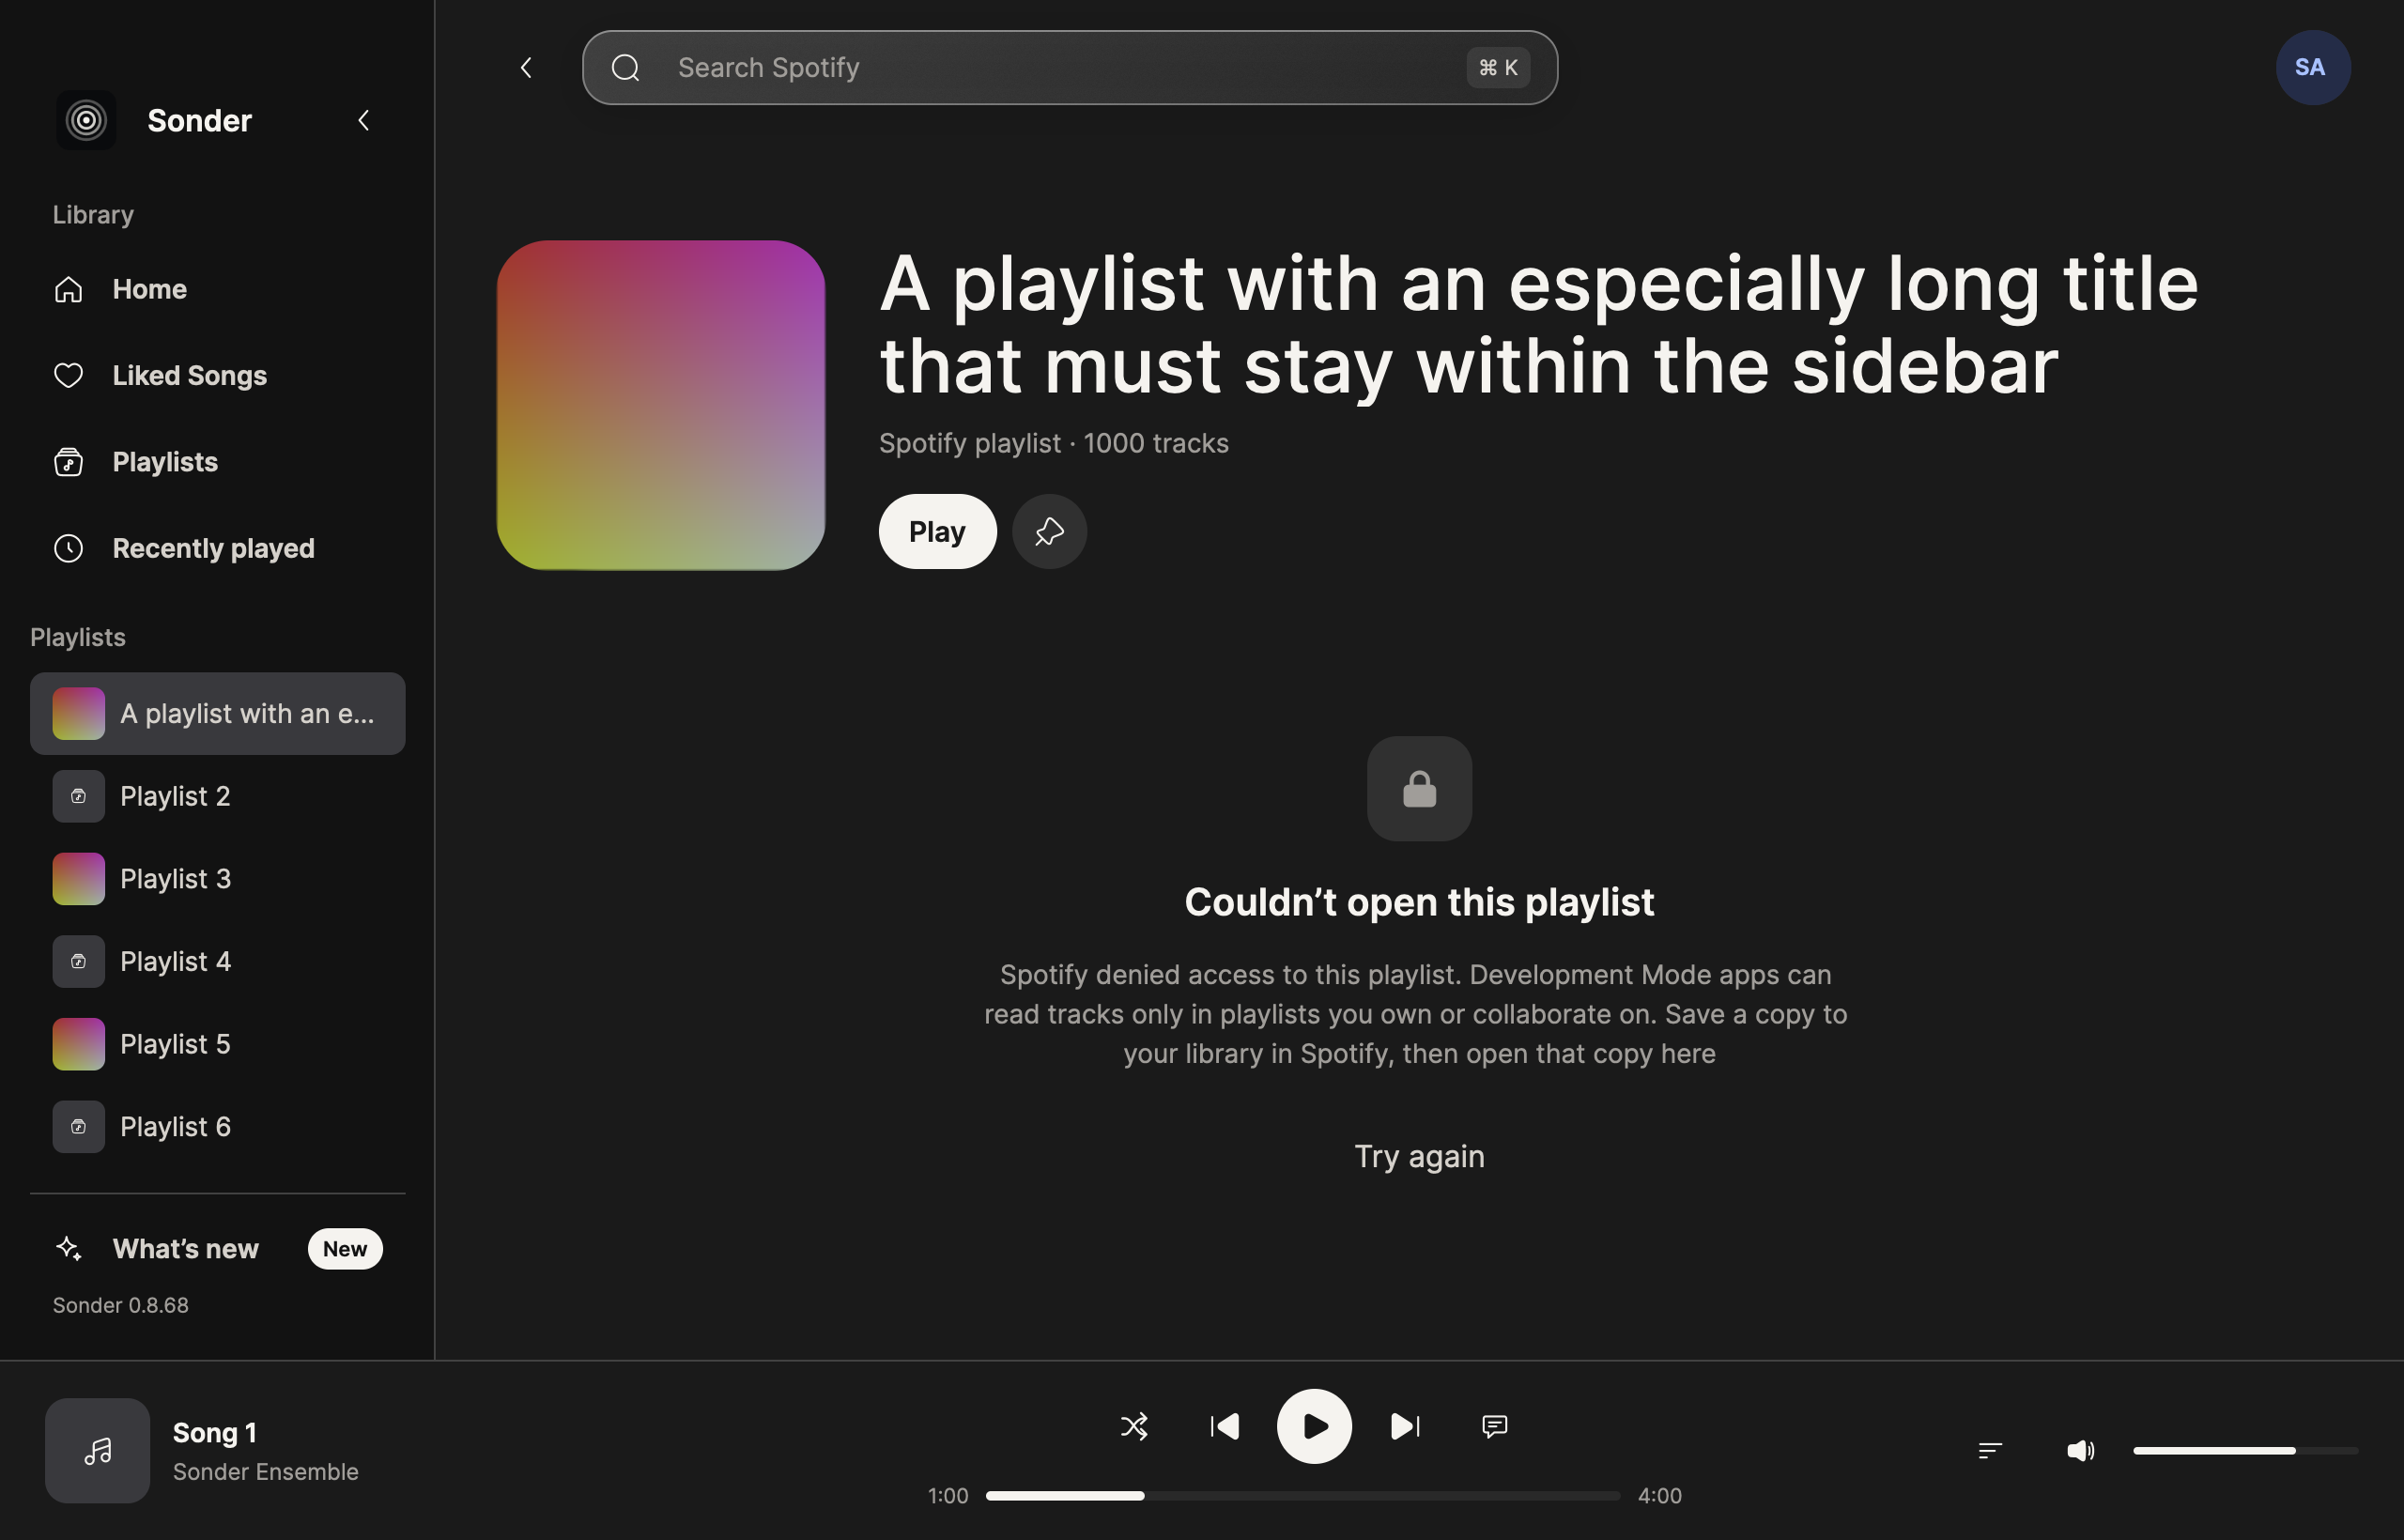 Sonder
Library
Home
Liked Songs
Playlists
Recently played
Playlists
A playlist with an e...
Playlist 2
Playlist 3
Playlist 4
Playlist 5
Playlist 6
What’s new
New
Sonder 0.8.68
Search Spotify
⌘ K
SA
A playlist with an especially long title
that must stay within the sidebar
Spotify playlist · 1000 tracks
Play
Couldn’t open this playlist
Spotify denied access to this playlist. Development Mode apps can
read tracks only in playlists you own or collaborate on. Save a copy to
your library in Spotify, then open that copy here
Try again
Song 1
Sonder Ensemble
1:00
4:00